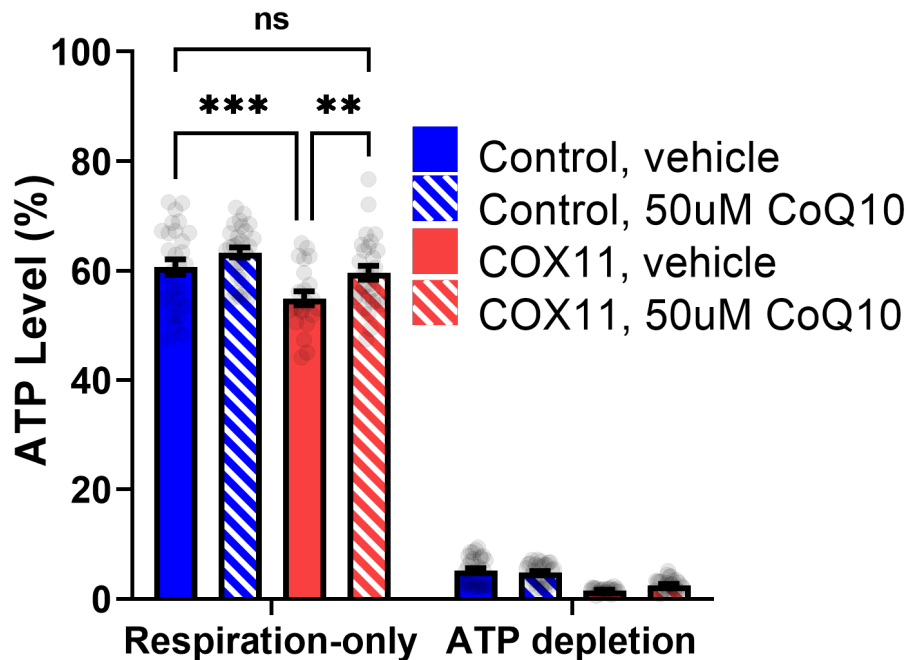 ns
*** **
100
80
60
40
20
0
ATP Level (%)
Control, vehicle
Control, 50uM CoQ10
COX11, vehicle
COX11, 50uM CoQ10
Respiration-only ATP depletion